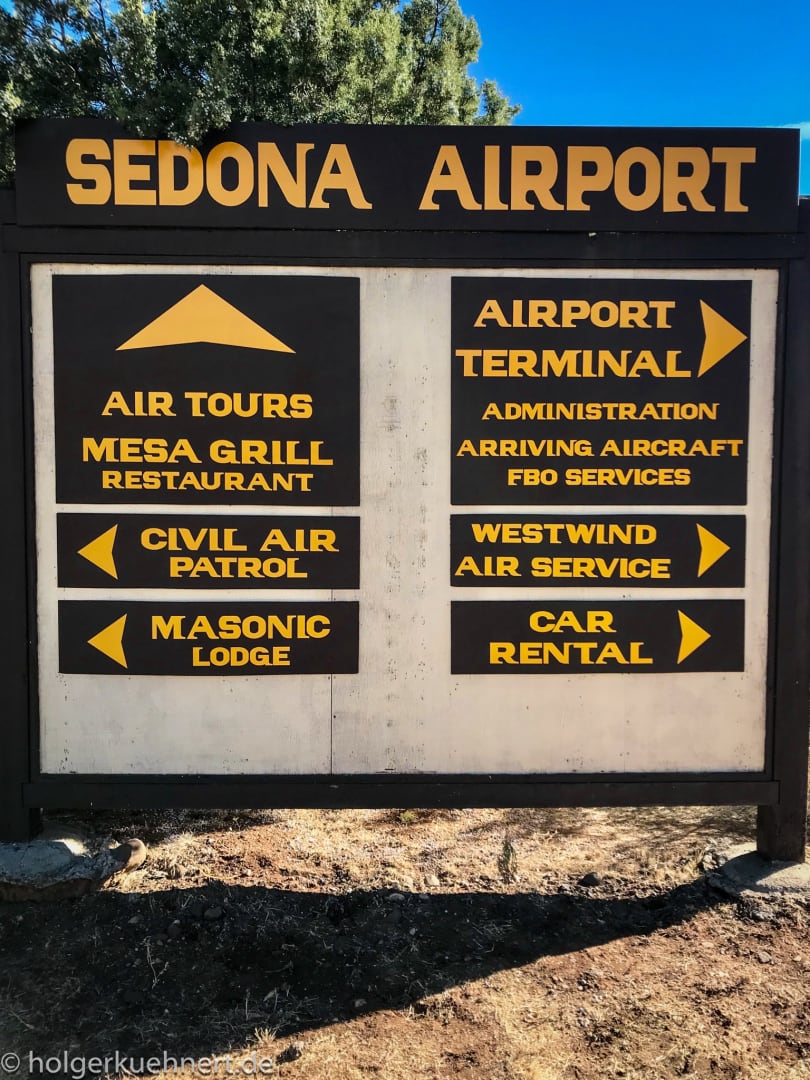 SEDONA AIRPORT
AIR TOURS
MESA GRILL
RESTAURANT
CIVIL AIR
PATROL
MASONIC
LODGE
AIRPORT
TERMINAL
ADMINISTRATION
ARRIVING AIRCRAFT
FBO SERVICES
WESTWIND
AIR SERVICE
CAR
RENTAL
© holgerkuehnert.de